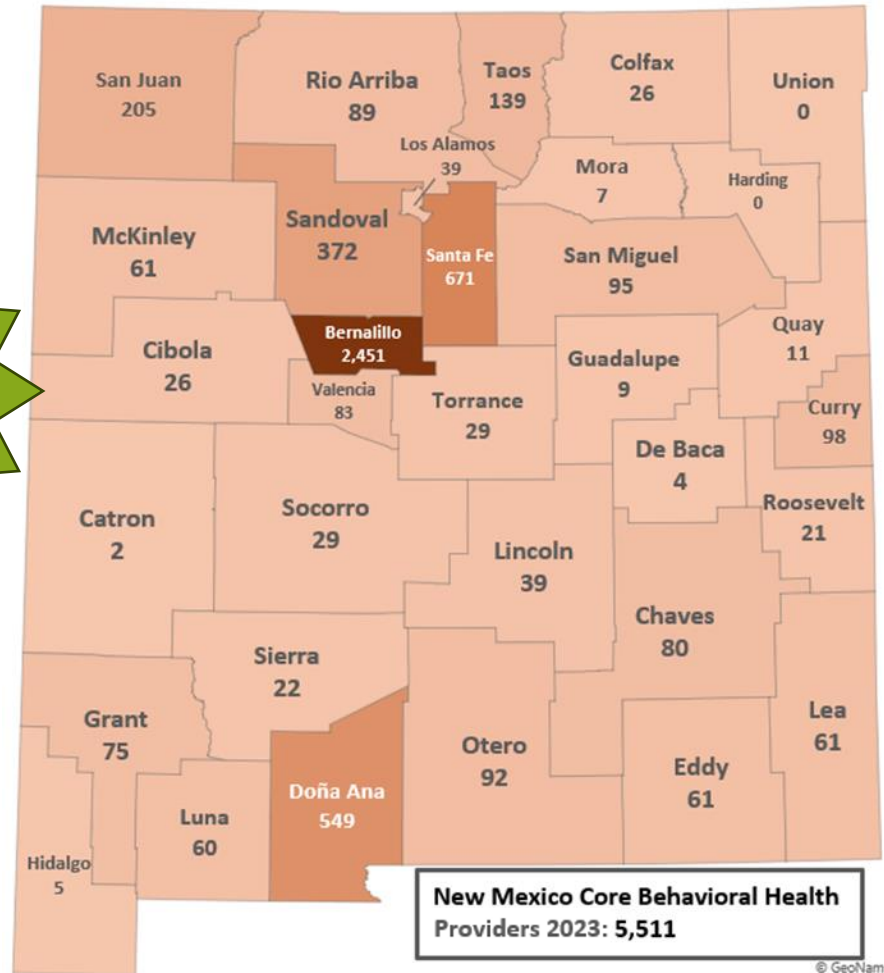 San Juan
205
Rio Arriba
89
Taos
139
Colfax
26
Union
0
Los Alamos
39
Mora
7
Harding
0
McKinley
61
Sandoval
372
Santa Fe
671
San Miguel
95
Bernalillo
2,451
Cibola
26
Valencia
83
Torrance
29
Guadalupe
9
Quay
11
Curry
98
De Baca
4
Roosevelt
21
Catron
2
Socorro
29
Lincoln
39
Chaves
80
Sierra
22
Grant
75
Lea
61
Otero
92
Eddy
61
Doña Ana
549
Luna
60
Hidalgo
5
New Mexico Core Behavioral Health
Providers 2023: 5,511
© GeoNam